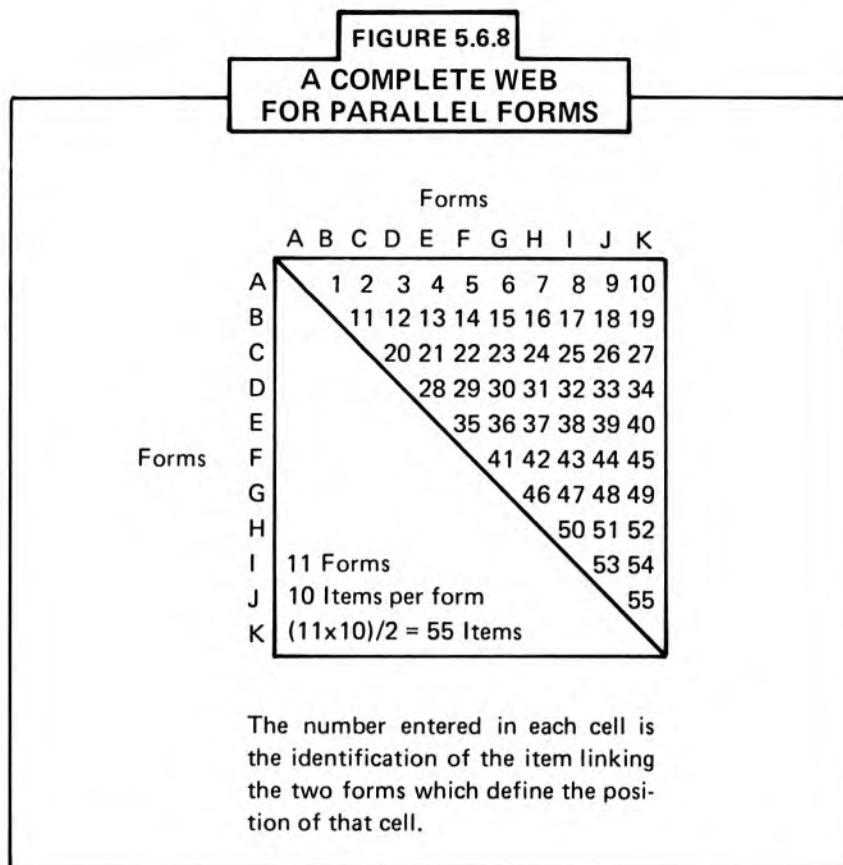 FIGURE 5.6.8
A COMPLETE WEB
FOR PARALLEL FORMS
Forms
A B C D E F G H I J K
A 1 2 3 4 5 6 7 8 9 10
B 11 12 13 14 15 16 17 18 19
C 20 21 22 23 24 25 26 27
D 28 29 30 31 32 33 34
E 35 36 37 38 39 40
Forms F 41 42 43 44 45
G 46 47 48 49
H 50 51 52
I 11 Forms 53 54
J 10 Items per form 55
K (11x10)/2 = 55 Items
The number entered in each cell is
the identification of the item linking
the two forms which define the posi-
tion of that cell.